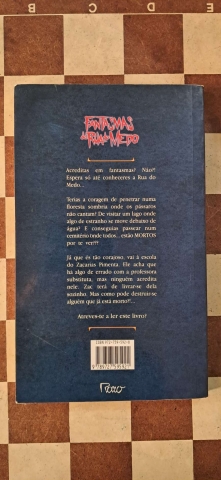 FANTASMAS
DA RUA DO MEDO
Acreditas em fantasmas? Não?!
Espera só até conheceres a Rua do
Medo...
Terias a coragem de penetrar numa
floresta sombria onde os pássaros
não cantam? De visitar um lago onde
algo de estranho se move debaixo de
água? E conseguias passear num
território onde todos... estão MORTOS
por te ver?!!
Já que és tão corajoso, vai à escola
do Zacarias Pimenta. Ele acha que
há algo de errado com a professora
substituta, mas ninguém acredita
nele. Zac terá de livrar-se dela
sozinho. Mas como pode destruir-se
alguém que já está morto?!...
Atreves-te a ler este livro?